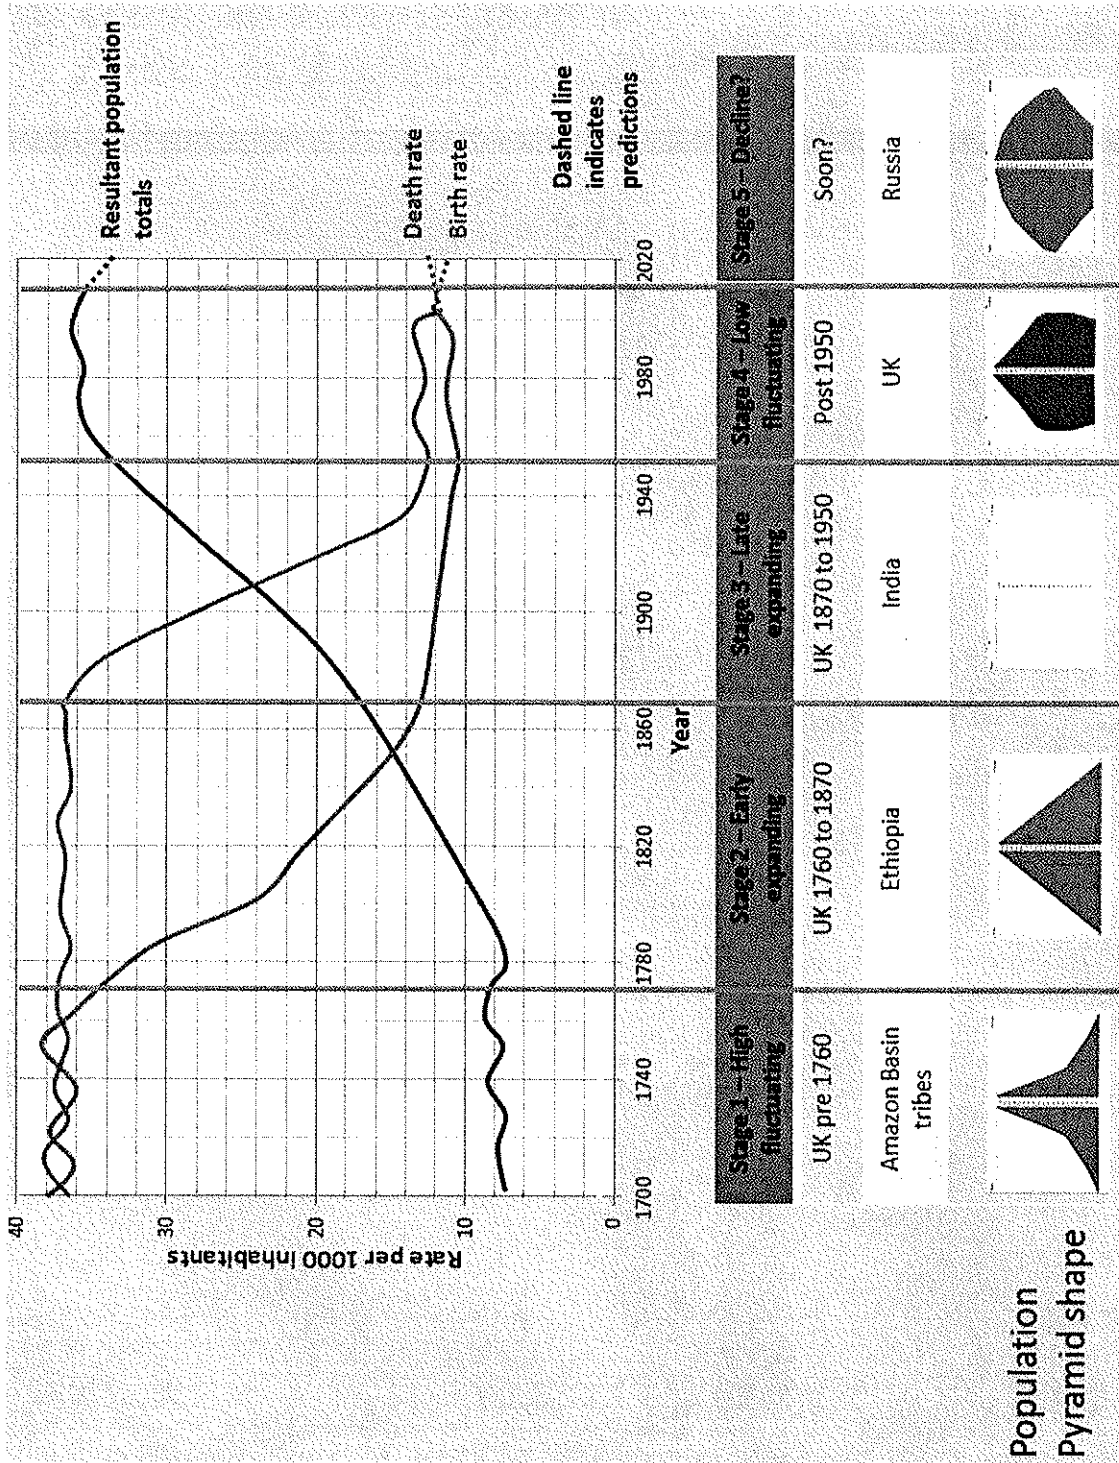 40
30
20
10
0
Rate per 1000 inhabitants
1700
1740
1780
1820
1860
1900
1940
1980
2020
Year
Resultant population
totals
Death rate
Birth rate
Dashed line
indicates
predictions
Stage 1 – High
fluctuating
Stage 2 – Early
expanding
Stage 3 – Late
expanding
Stage 4 – Low
fluctuating
Stage 5 – Decline?
UK pre 1760
UK 1760 to 1870
UK 1870 to 1950
Post 1950
Soon?
Amazon Basin
tribes
Ethiopia
India
UK
Russia
Population
Pyramid shape